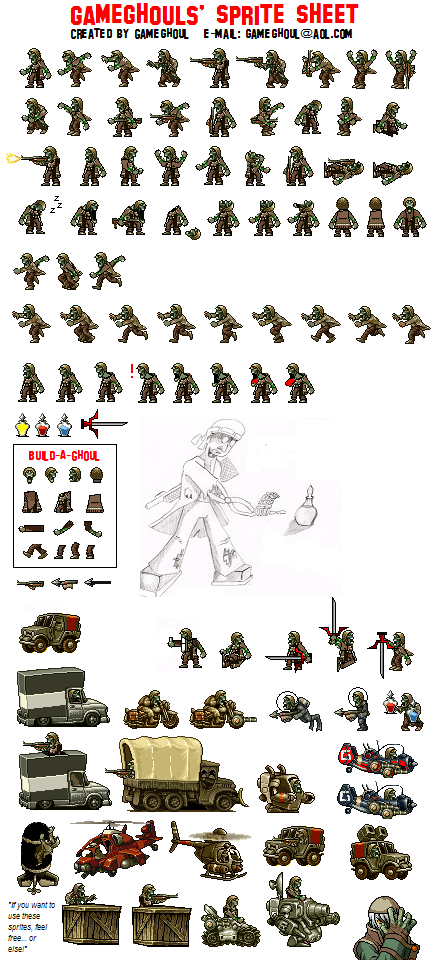 GAMEGHOULS' SPRITE SHEET
CREATED BY GAMEGHOUL E-MAIL: GAMEGHOUL@AOL.COM
z
z
z
!
BUILD-A-GHOUL
"If you want to
use these
sprites, feel
free... or
else!"